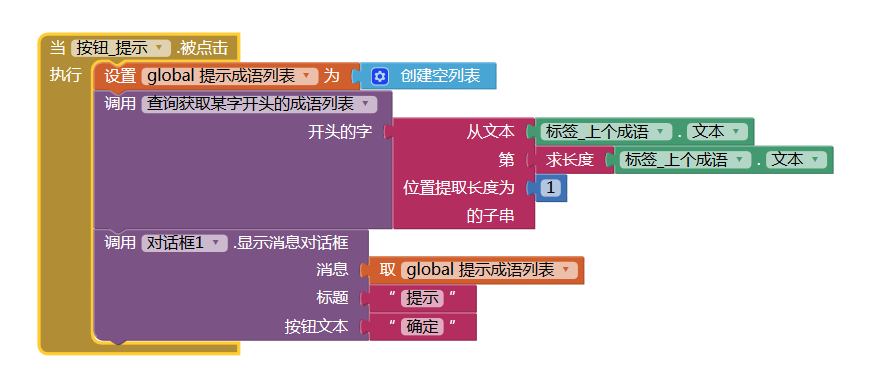 当 按钮_提示 .被点击
执行 设置 global 提示成语列表 为 创建空列表
调用 查询获取某字开头的成语列表
开头的字 从文本 标签_上个成语 . 文本
第 求长度 标签_上个成语 . 文本
位置提取长度为 1
的子串
调用 对话框1 .显示消息对话框
消息 取 global 提示成语列表
标题 “ 提示 ”
按钮文本 “ 确定 ”